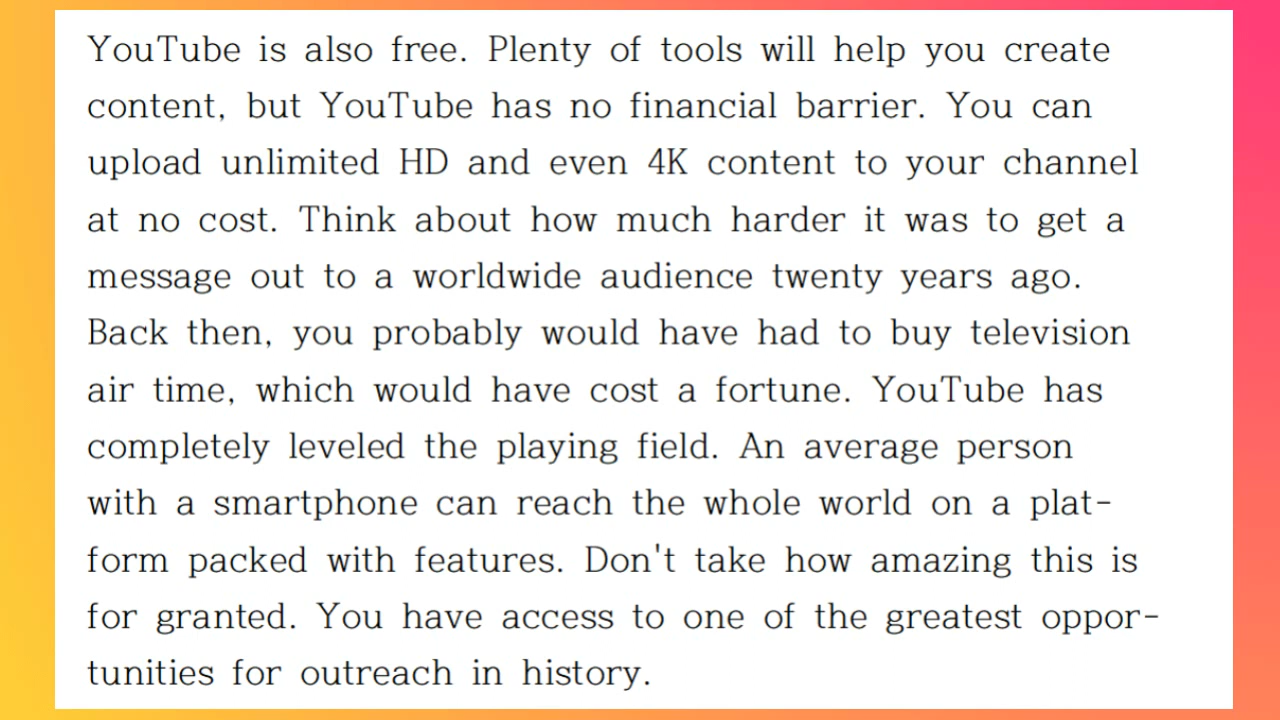 YouTube is also free. Plenty of tools will help you create
content, but YouTube has no financial barrier. You can
upload unlimited HD and even 4K content to your channel
at no cost. Think about how much harder it was to get a
message out to a worldwide audience twenty years ago.
Back then, you probably would have had to buy television
air time, which would have cost a fortune. YouTube has
completely leveled the playing field. An average person
with a smartphone can reach the whole world on a plat-
form packed with features. Don't take how amazing this is
for granted. You have access to one of the greatest oppor-
tunities for outreach in history.